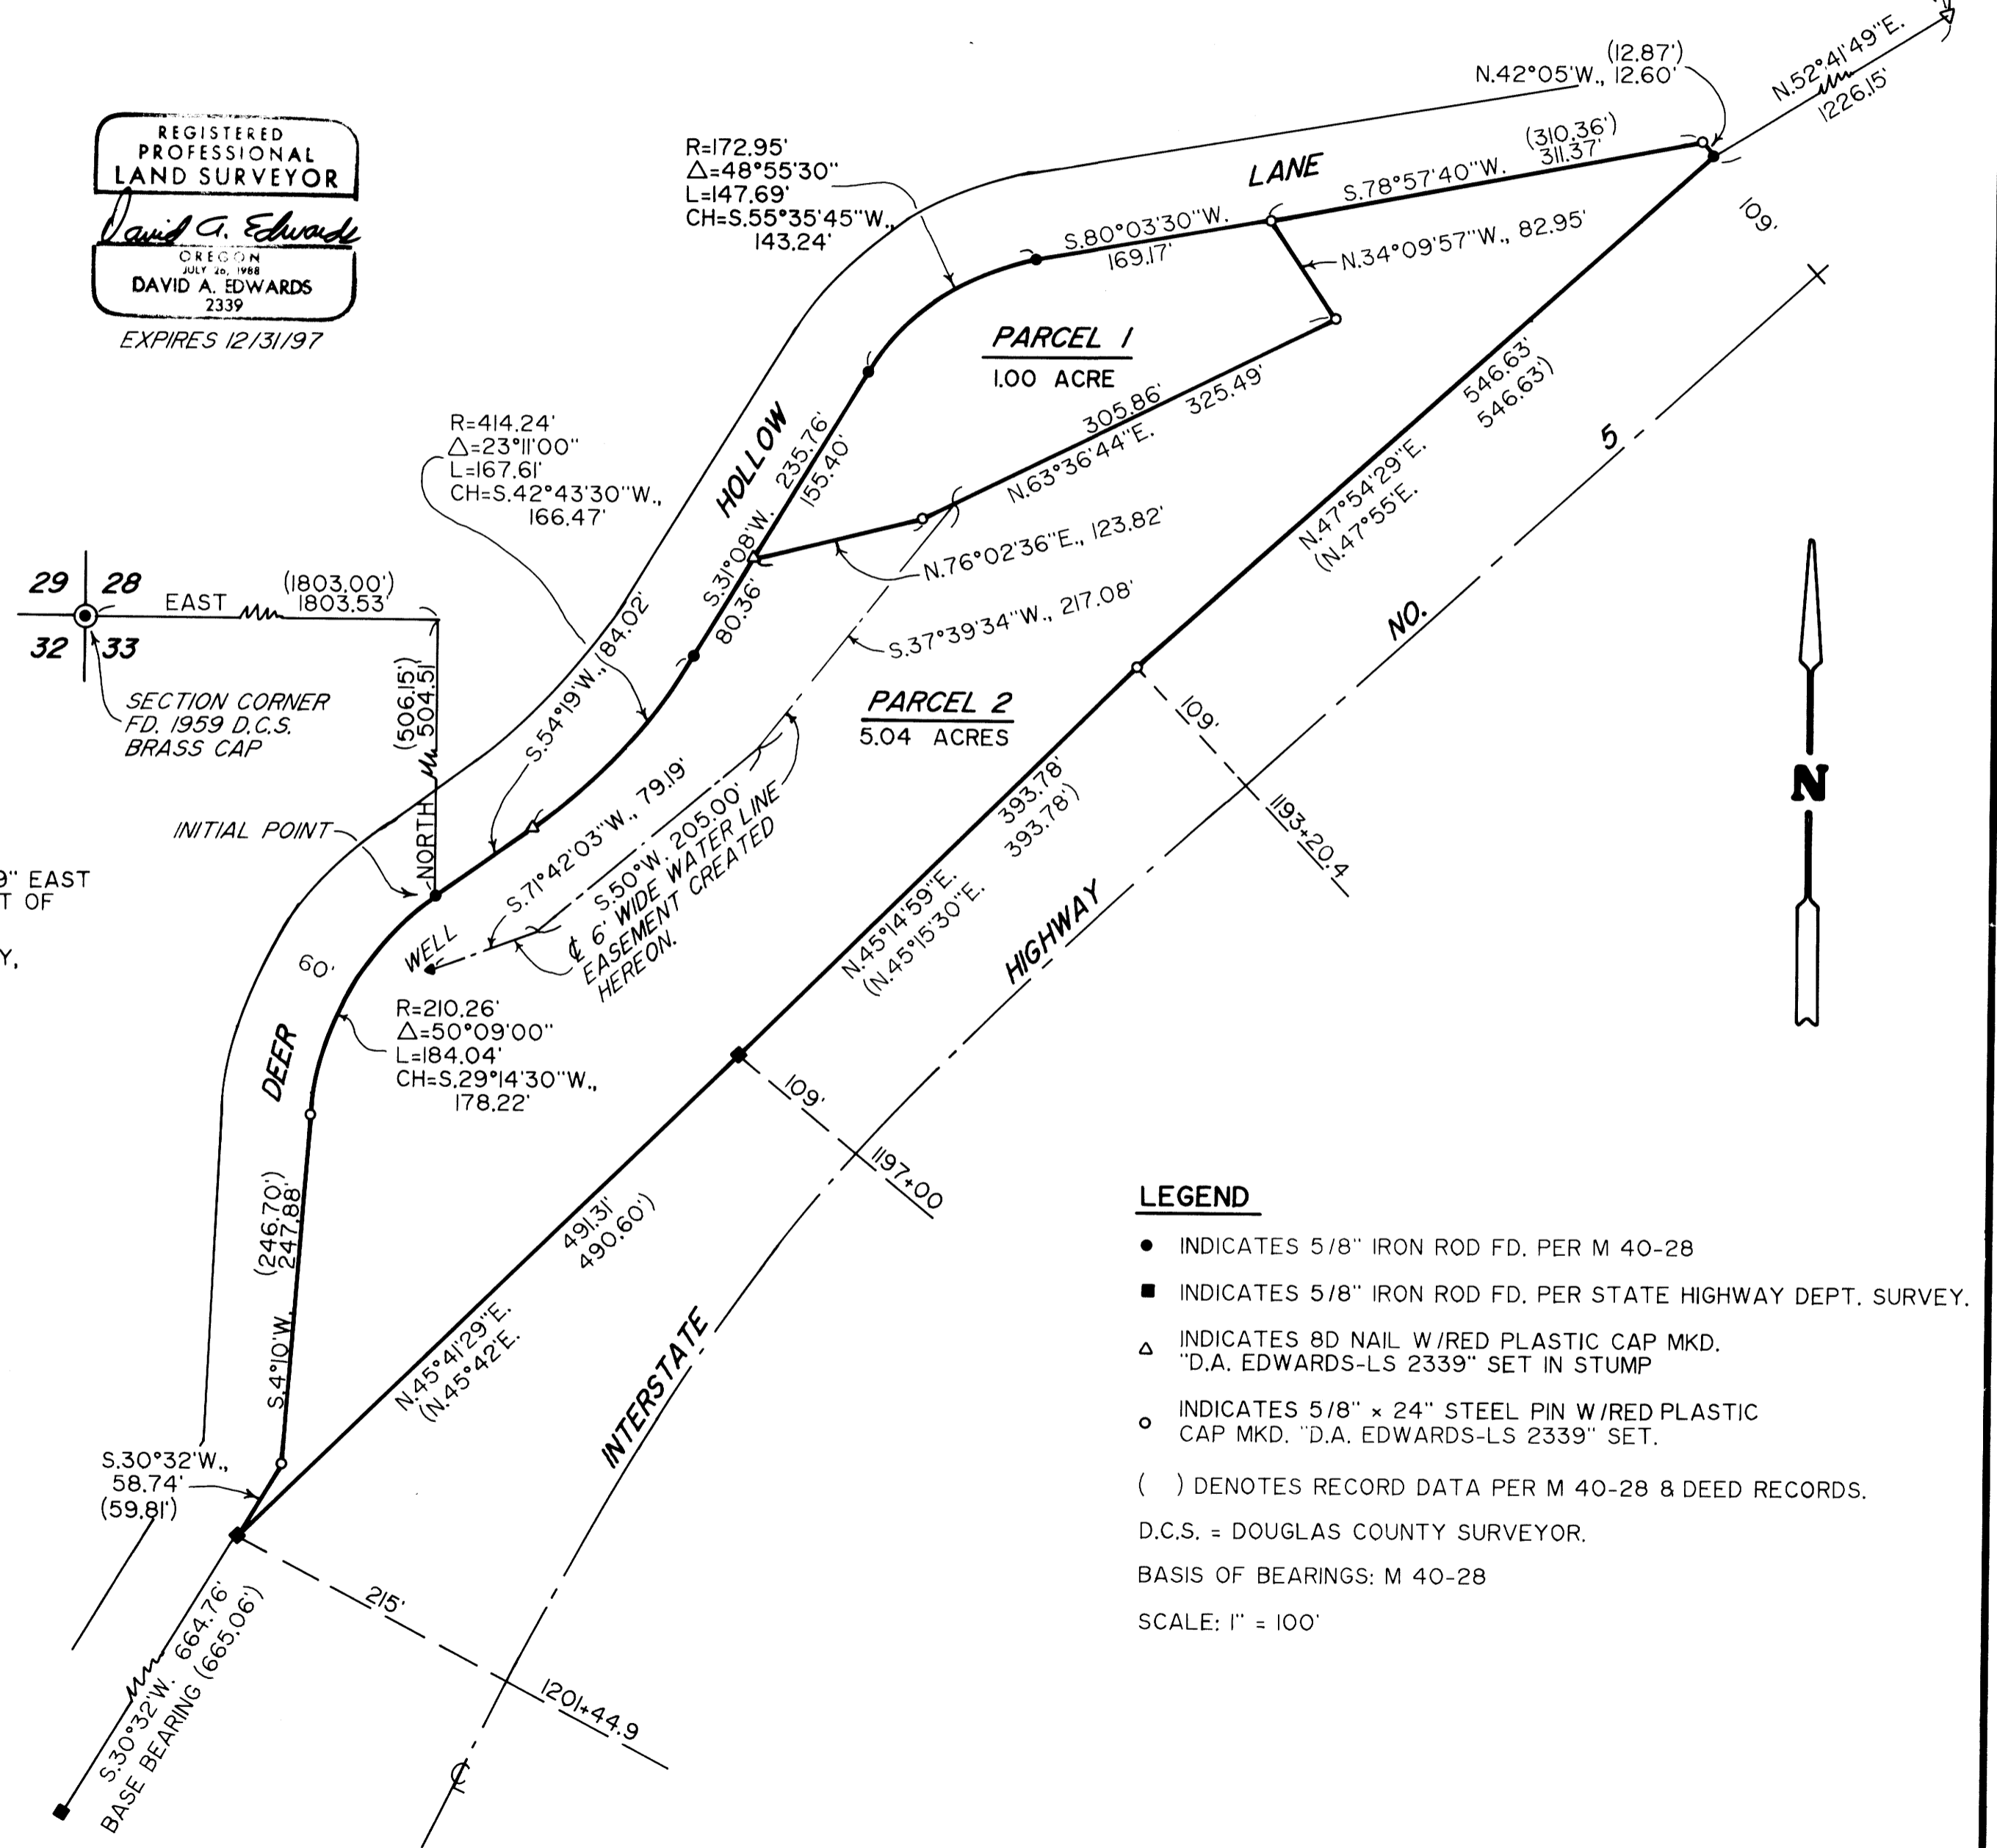 REGISTERED
PROFESSIONAL
LAND SURVEYOR
David A. Edwards
OREGON
JULY 26, 1988
DAVID A. EDWARDS
2339
EXPIRES 12/31/97
N.52°41'49"E.
1226.15'
(12.87')
N.42°05'W., 12.60'
(310.36')
311.37'
S.78°57'40"W.
LANE
R=172.95'
△=48°55'30"
L=147.69'
CH=S.55°35'45"W.,
143.24'
S.80°03'30"W.
169.17'
N.34°09'57"W., 82.95'
109'
PARCEL 1
1.00 ACRE
305.86'
325.49'
N.63°36'44"E.
546.63'
546.63')
N.47°54'29"E.
(N.47°55'E.
5
NO.
R=414.24'
△=23°11'00"
L=167.61'
CH=S.42°43'30"W.,
166.47'
HOLLOW
235.76'
155.40'
S.31°08'W.
80.36'
N.76°02'36"E., 123.82'
S.37°39'34"W., 217.08'
29 28
32 33
EAST
(1803.00')
1803.53'
SECTION CORNER
FD. 1959 D.C.S.
BRASS CAP
(506.15')
504.51'
NORTH
S.54°19'W., (84.02'
PARCEL 2
5.04 ACRES
INITIAL POINT
9" EAST
T OF
Y,
S.71°42'03"W., 79.19'
S.50°W. 205.00'
℄ 6' WIDE WATER LINE
EASEMENT CREATED
HEREON.
WELL
109'
1193+20.4
393.78'
393.78')
N.45°14'59"E.
(N.45°15'30"E.
HIGHWAY
N
60'
DEER
R=210.26'
△=50°09'00"
L=184.04'
CH=S.29°14'30"W.,
178.22'
109'
1197+00
(246.70')
247.88'
S.4°10'W.
491.31'
490.60')
N.45°41'29"E.
(N.45°42'E.
INTERSTATE
S.30°32'W.,
58.74'
(59.81')
215'
1201+44.9
S.30°32'W. 664.76'
BASE BEARING (665.06')
℄
LEGEND
● INDICATES 5/8" IRON ROD FD. PER M 40-28
■ INDICATES 5/8" IRON ROD FD. PER STATE HIGHWAY DEPT. SURVEY.
△ INDICATES 8D NAIL W/RED PLASTIC CAP MKD.
"D.A. EDWARDS-LS 2339" SET IN STUMP
○ INDICATES 5/8" × 24" STEEL PIN W/RED PLASTIC
CAP MKD. "D.A. EDWARDS-LS 2339" SET.
( ) DENOTES RECORD DATA PER M 40-28 & DEED RECORDS.
D.C.S. = DOUGLAS COUNTY SURVEYOR.
BASIS OF BEARINGS: M 40-28
SCALE: 1" = 100'